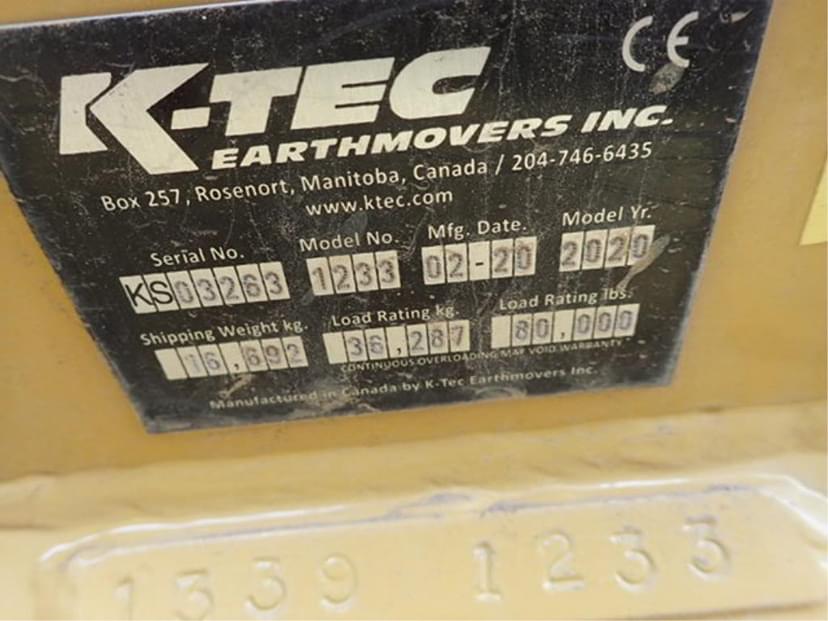 CE
K-TEC
EARTHMOVERS INC.
Box 257, Rosenort, Manitoba, Canada / 204-746-6435
www.ktec.com
Serial No. Model No. Mfg. Date. Model Yr.
KS03263 1233 02-20 2020
Shipping Weight kg. Load Rating kg. Load Rating lbs.
16,692 36,287 80,000
CONTINUOUS OVERLOADING MAY VOID WARRANTY
Manufactured in Canada by K-Tec Earthmovers Inc.
1339 1233